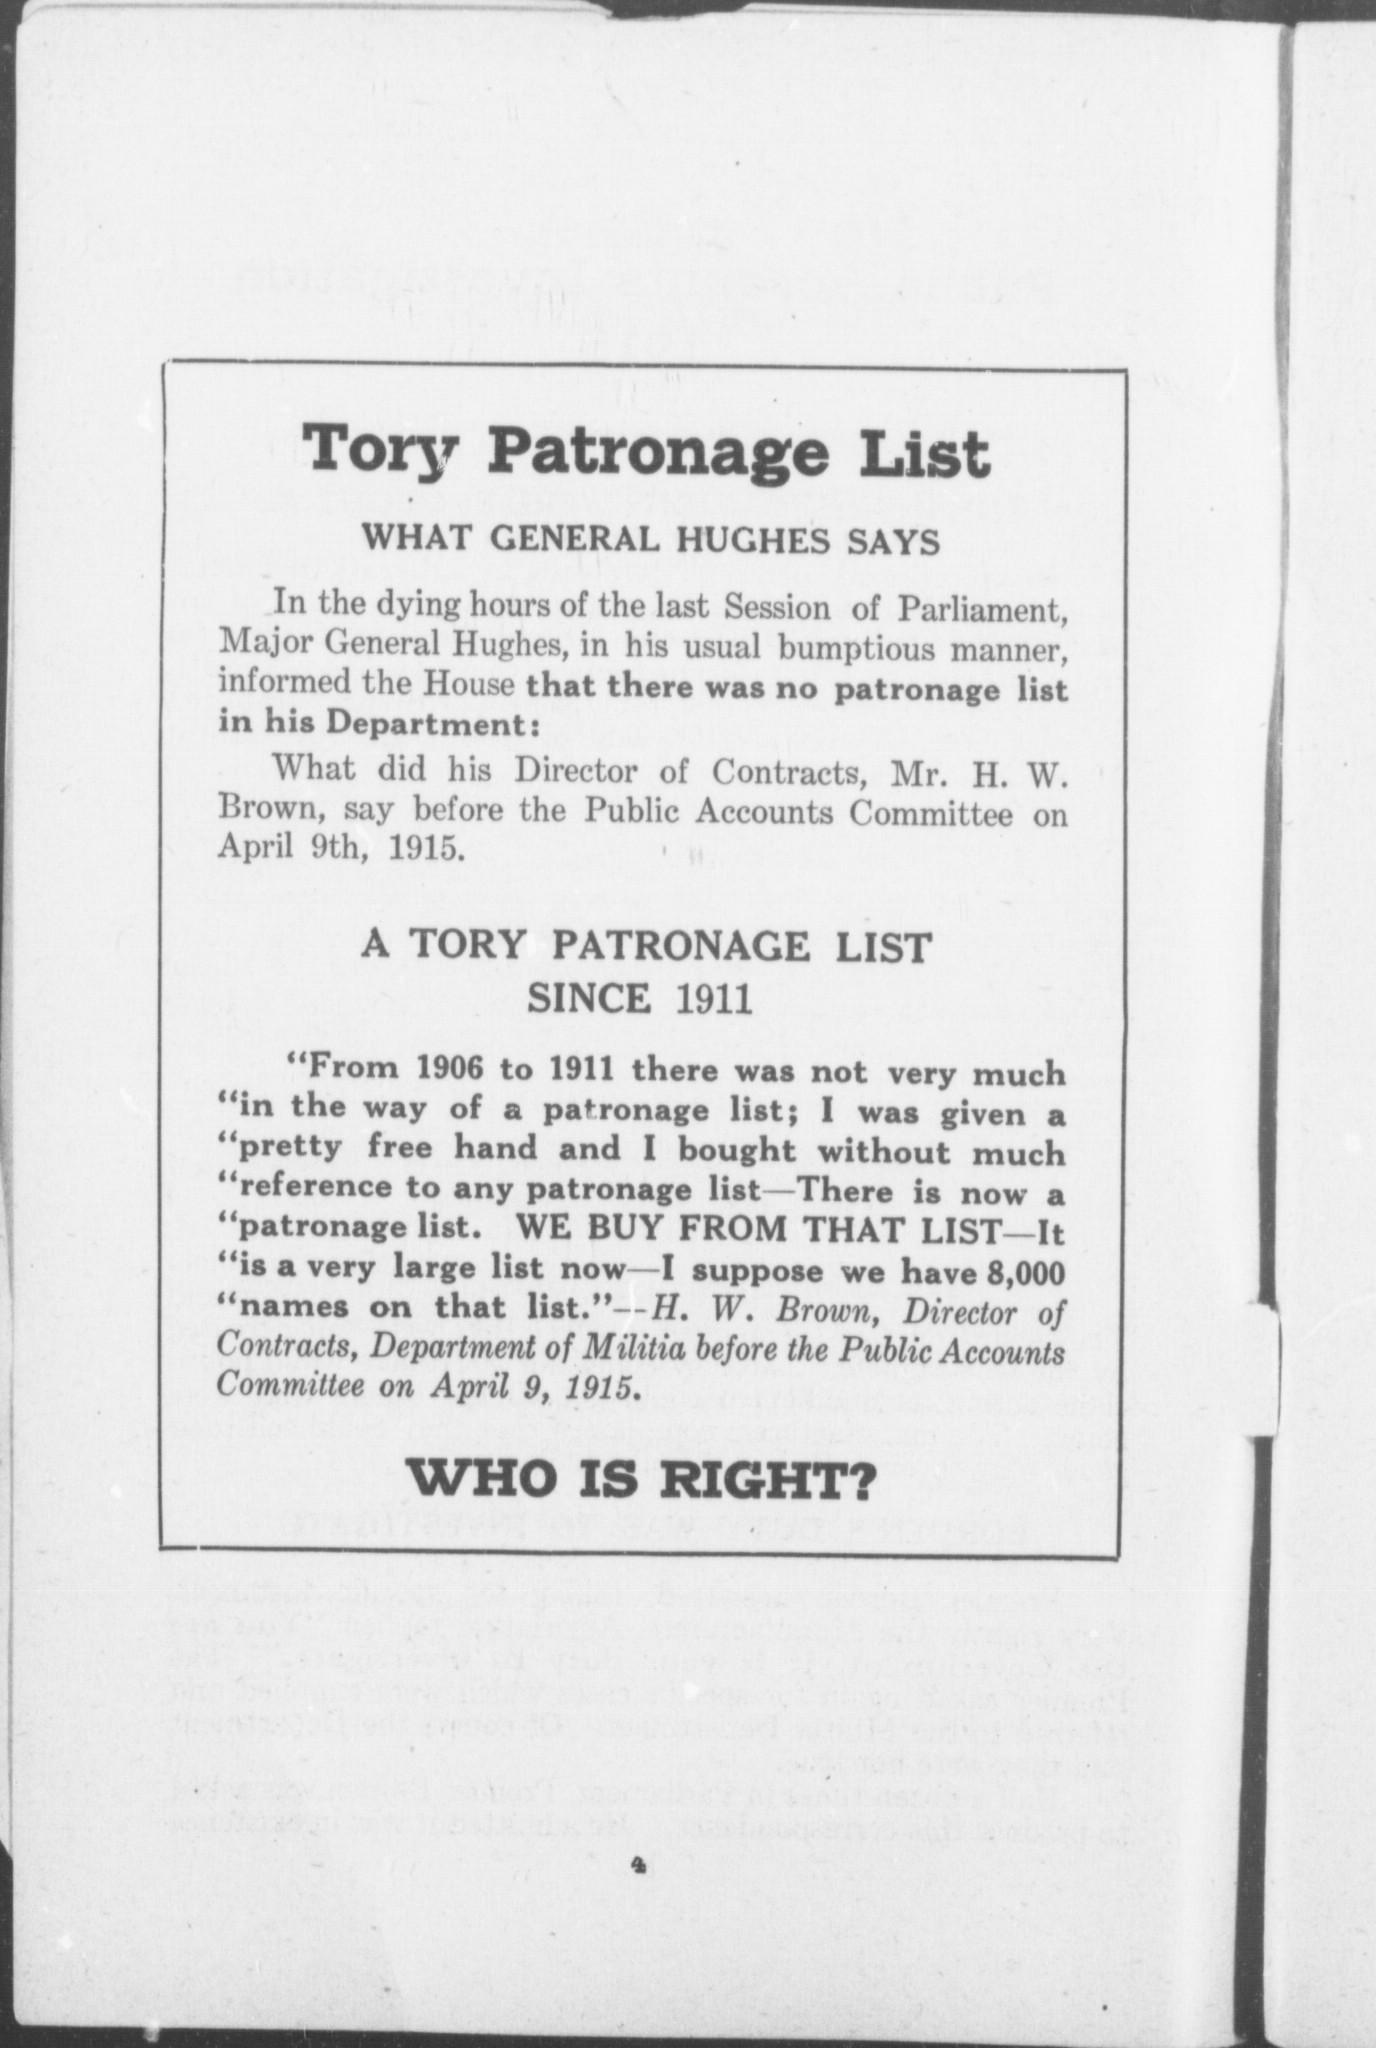 Tory Patronage List
WHAT GENERAL HUGHES SAYS
In the dying hours of the last Session of Parliament,
Major General Hughes, in his usual bumptious manner,
informed the House that there was no patronage list
in his Department:
What did his Director of Contracts, Mr. H. W.
Brown, say before the Public Accounts Committee on
April 9th, 1915.
A TORY PATRONAGE LIST
SINCE 1911
“From 1906 to 1911 there was not very much
“in the way of a patronage list; I was given a
“pretty free hand and I bought without much
“reference to any patronage list—There is now a
“patronage list. WE BUY FROM THAT LIST—It
“is a very large list now—I suppose we have 8,000
“names on that list.”--H. W. Brown, Director of
Contracts, Department of Militia before the Public Accounts
Committee on April 9, 1915.
WHO IS RIGHT?
4